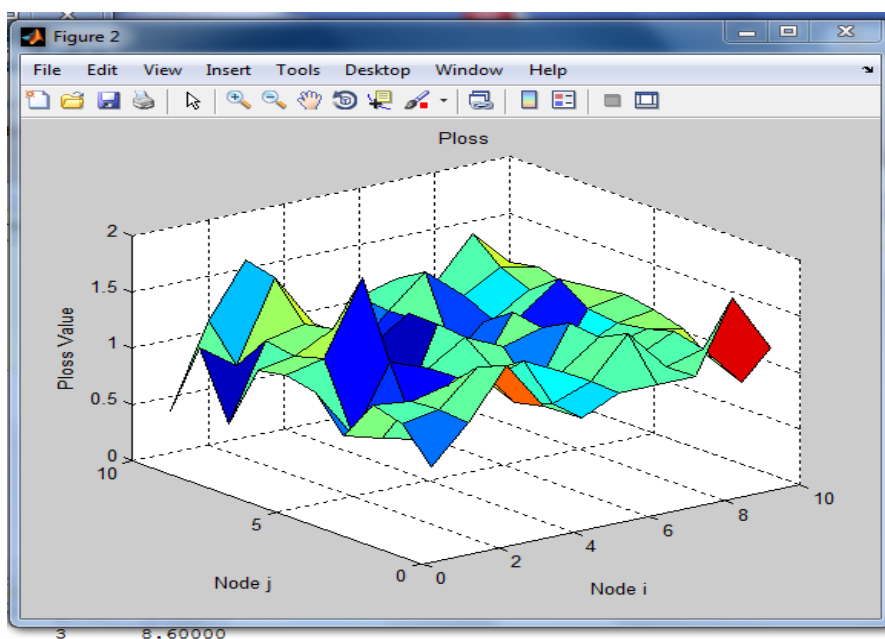 Figure 2
File Edit View Insert Tools Desktop Window Help
Ploss
2
1.5
1
0.5
0
Ploss Value
10
5
0
Node j
0
2
4
6
8
10
Node i
3 8.60000